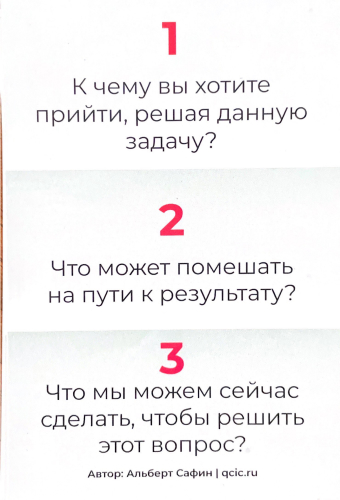 1
К чему вы хотите
прийти, решая данную
задачу?
2
Что может помешать
на пути к результату?
3
Что мы можем сейчас
сделать, чтобы решить
этот вопрос?
Автор: Альберт Сафин | qcic.ru